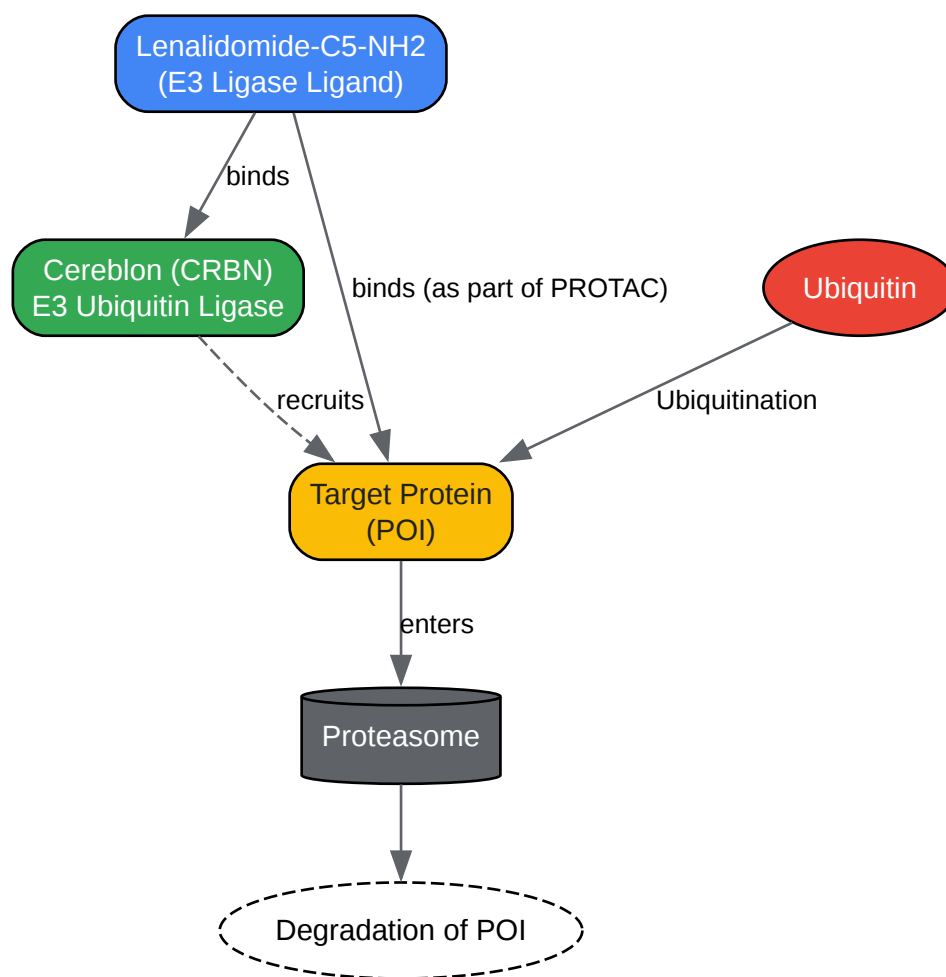 Lenalidomide-C5-NH2
(E3 Ligase Ligand)
binds
Cereblon (CRBN)
E3 Ubiquitin Ligase
binds (as part of PROTAC)
Ubiquitin
recruits
Ubiquitination
Target Protein
(POI)
enters
Proteasome
Degradation of POI